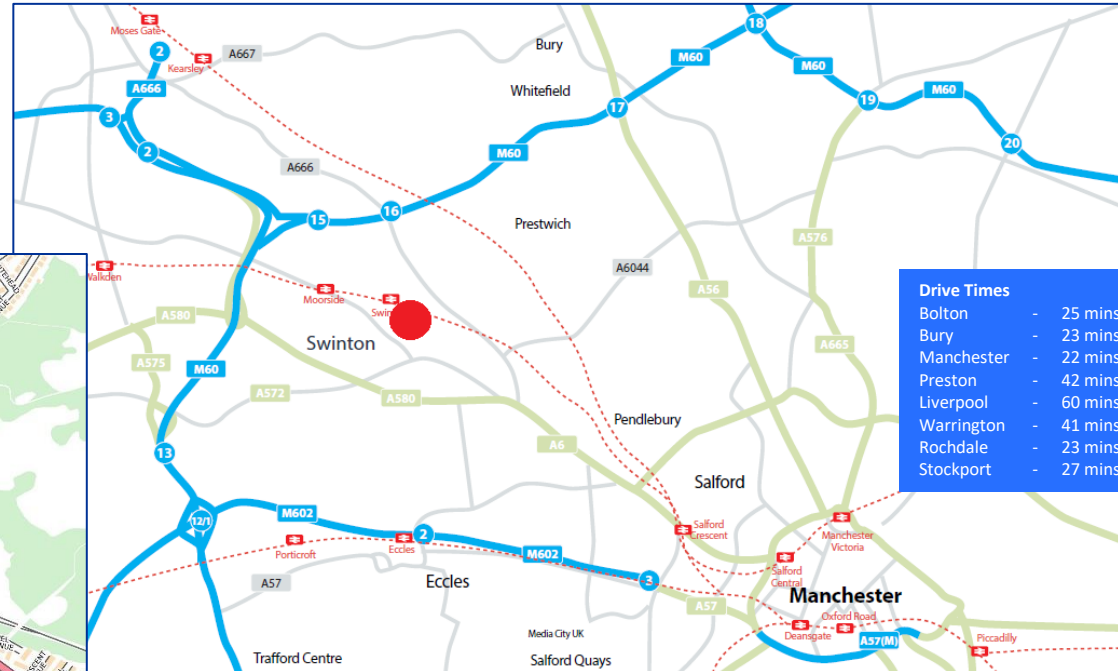 Moses Gate
2
A667
Kearsley
Bury
18
M60
M60
A666
Whitefield
17
19
M60
3
2
20
M60
A666
15
16
Prestwich
A576
A6044
Walkden
Moorside
A56
Drive Times
Bolton - 25 mins
Bury - 23 mins
Manchester - 22 mins
Preston - 42 mins
Liverpool - 60 mins
Warrington - 41 mins
Rochdale - 23 mins
Stockport - 27 mins
A580
Swinton
A575
A665
M60
A572
A580
Pendlebury
A6
13
Salford
M602
12/1
2
Salford
Crescent
Manchester
Victoria
Porticroft
Eccles
M602
Salford
Central
A57
Eccles
3
Manchester
A57
Oxford Road
Deansgate
A57(M)
Piccadilly
Media City UK
Trafford Centre
Salford Quays